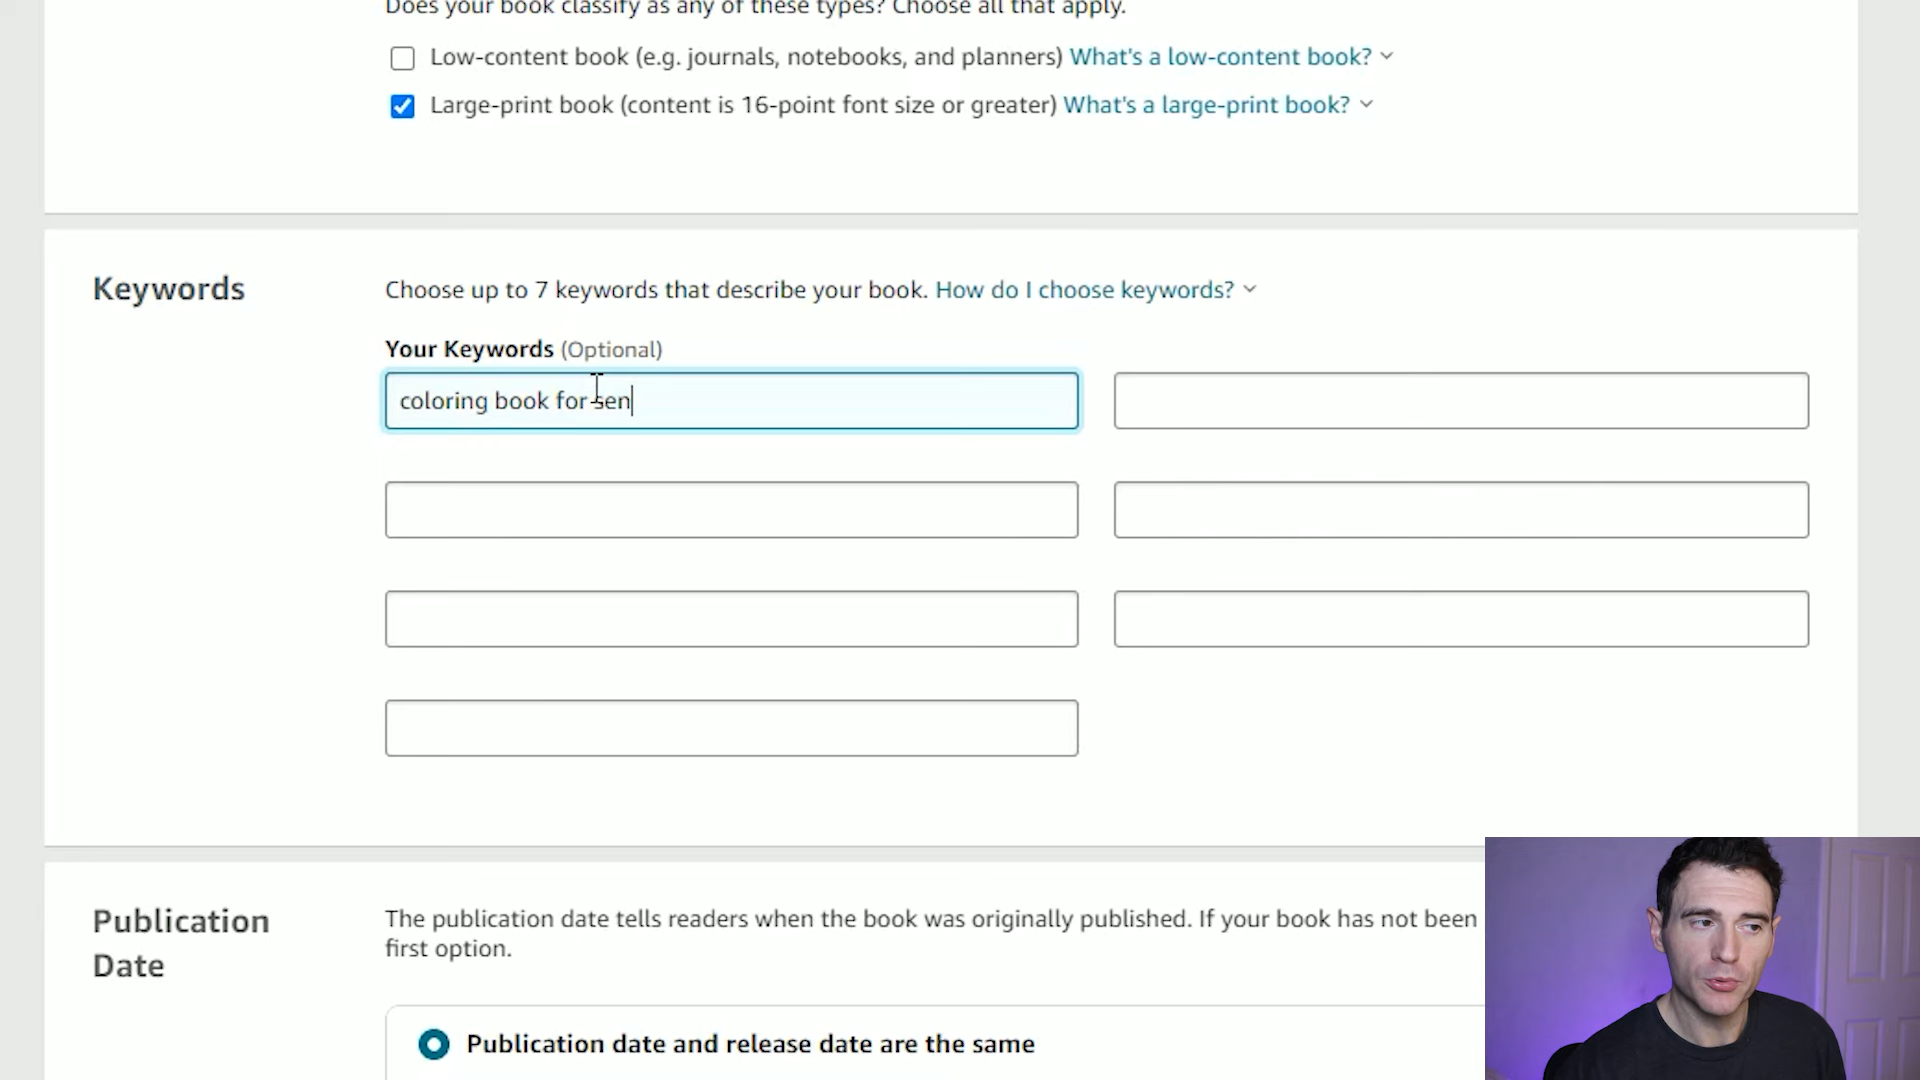 Does your book classify as any of these types? Choose all that apply.
Low-content book (e.g. journals, notebooks, and planners) What's a low-content book?
Large-print book (content is 16-point font size or greater) What's a large-print book?
Keywords
Choose up to 7 keywords that describe your book. How do I choose keywords?
Your Keywords (Optional)
coloring book for sen
Publication
Date
The publication date tells readers when the book was originally published. If your book has not been
first option.
Publication date and release date are the same